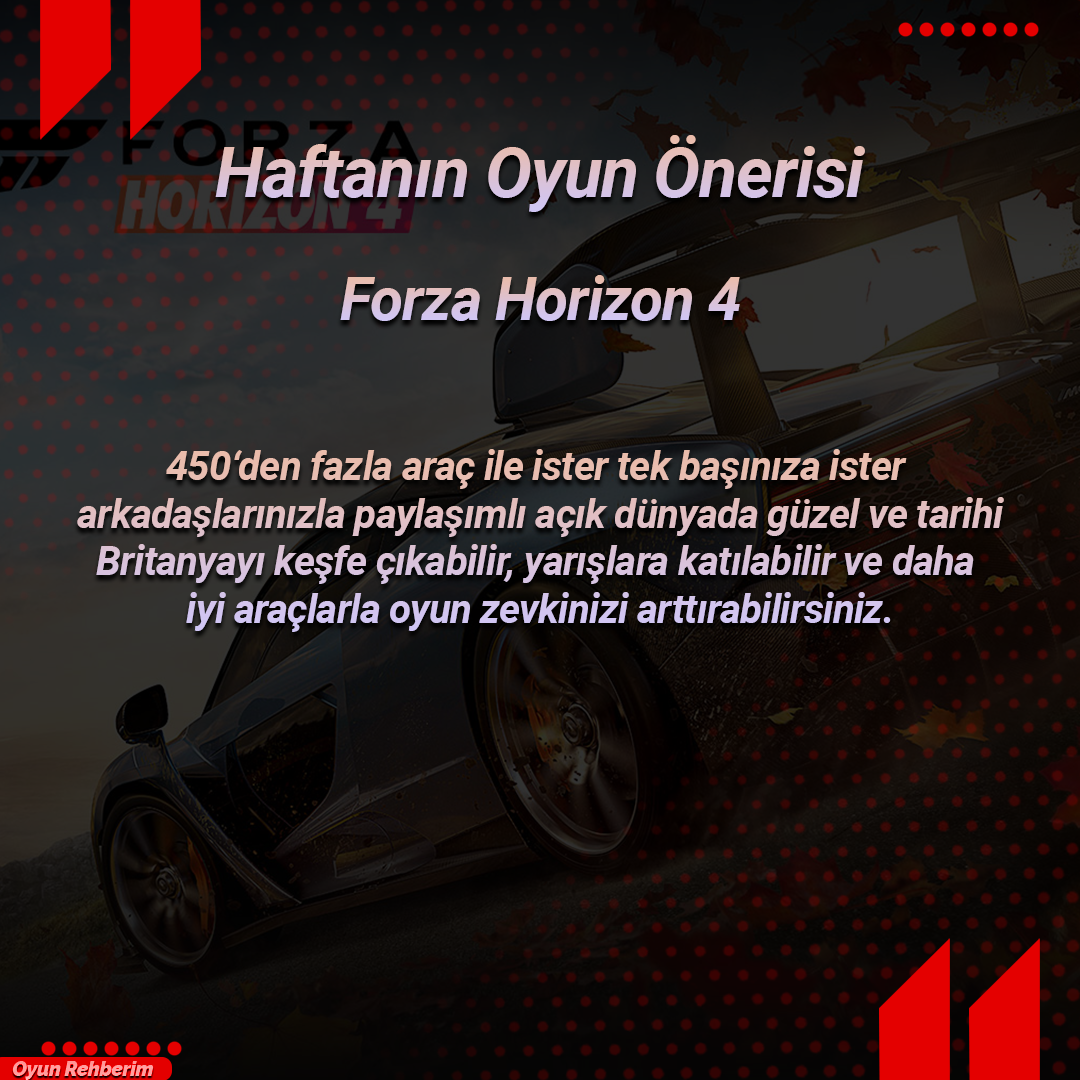 FORZA
HORIZON 4
Haftanın Oyun Önerisi
Forza Horizon 4
450‘den fazla araç ile ister tek başınıza ister
arkadaşlarınızla paylaşımlı açık dünyada güzel ve tarihi
Britanyayı keşfe çıkabilir, yarışlara katılabilir ve daha
iyi araçlarla oyun zevkinizi arttırabilirsiniz.
Oyun Rehberim